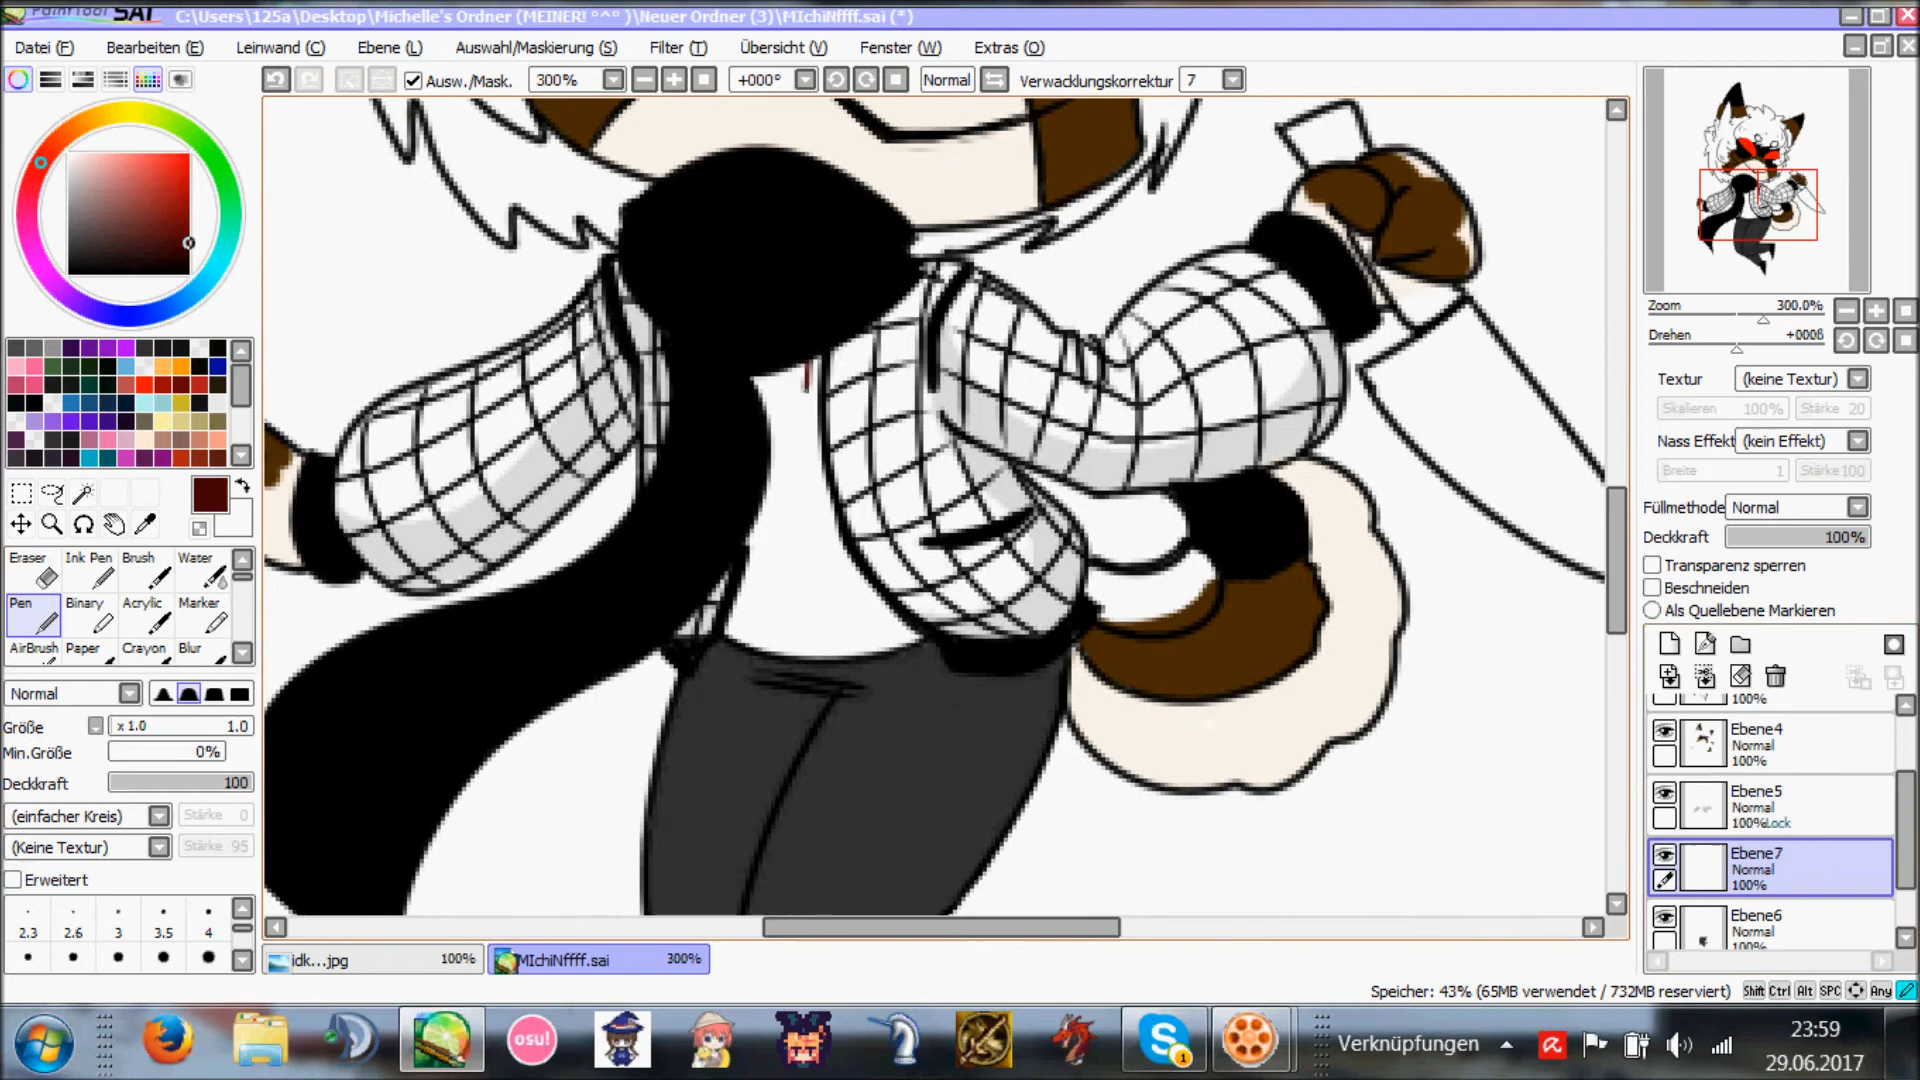 PaintTool SAI C:\Users\125a\Desktop\Michelle's Ordner (MEINER! °^° )\Neuer Ordner (3)\MIchiNffff.sai (*)
Datei (F) Bearbeiten (E) Leinwand (C) Ebene (L) Auswahl/Maskierung (S) Filter (T) Übersicht (V) Fenster (W) Extras (O)
Ausw./Mask. 300% +000° Normal Verwacklungskorrektur 7
Zoom 300.0%
Drehen +000ß
Textur (keine Textur)
Skalieren 100% Stärke 20
Nass Effekt (kein Effekt)
Breite 1 Stärke 100
Füllmethode Normal
Deckkraft 100%
Transparenz sperren
Beschneiden
Als Quellebene Markieren
100%
Ebene4
Normal
100%
Ebene5
Normal
100% Lock
Ebene7
Normal
100%
Ebene6
Normal
100%
Eraser Ink Pen Brush Water
Pen Binary Acrylic Marker
AirBrush Paper Crayon Blur
Normal
Größe x 1.0 1.0
Min.Größe 0%
Deckkraft 100
(einfacher Kreis) Stärke 0
(Keine Textur) Stärke 95
Erweitert
2.3 2.6 3 3.5 4
idk...jpg 100% MIchiNffff.sai 300%
Speicher: 43% (65MB verwendet / 732MB reserviert) Shift Ctrl Alt SPC Any
osu! S 1 Verknüpfungen 23:59
29.06.2017